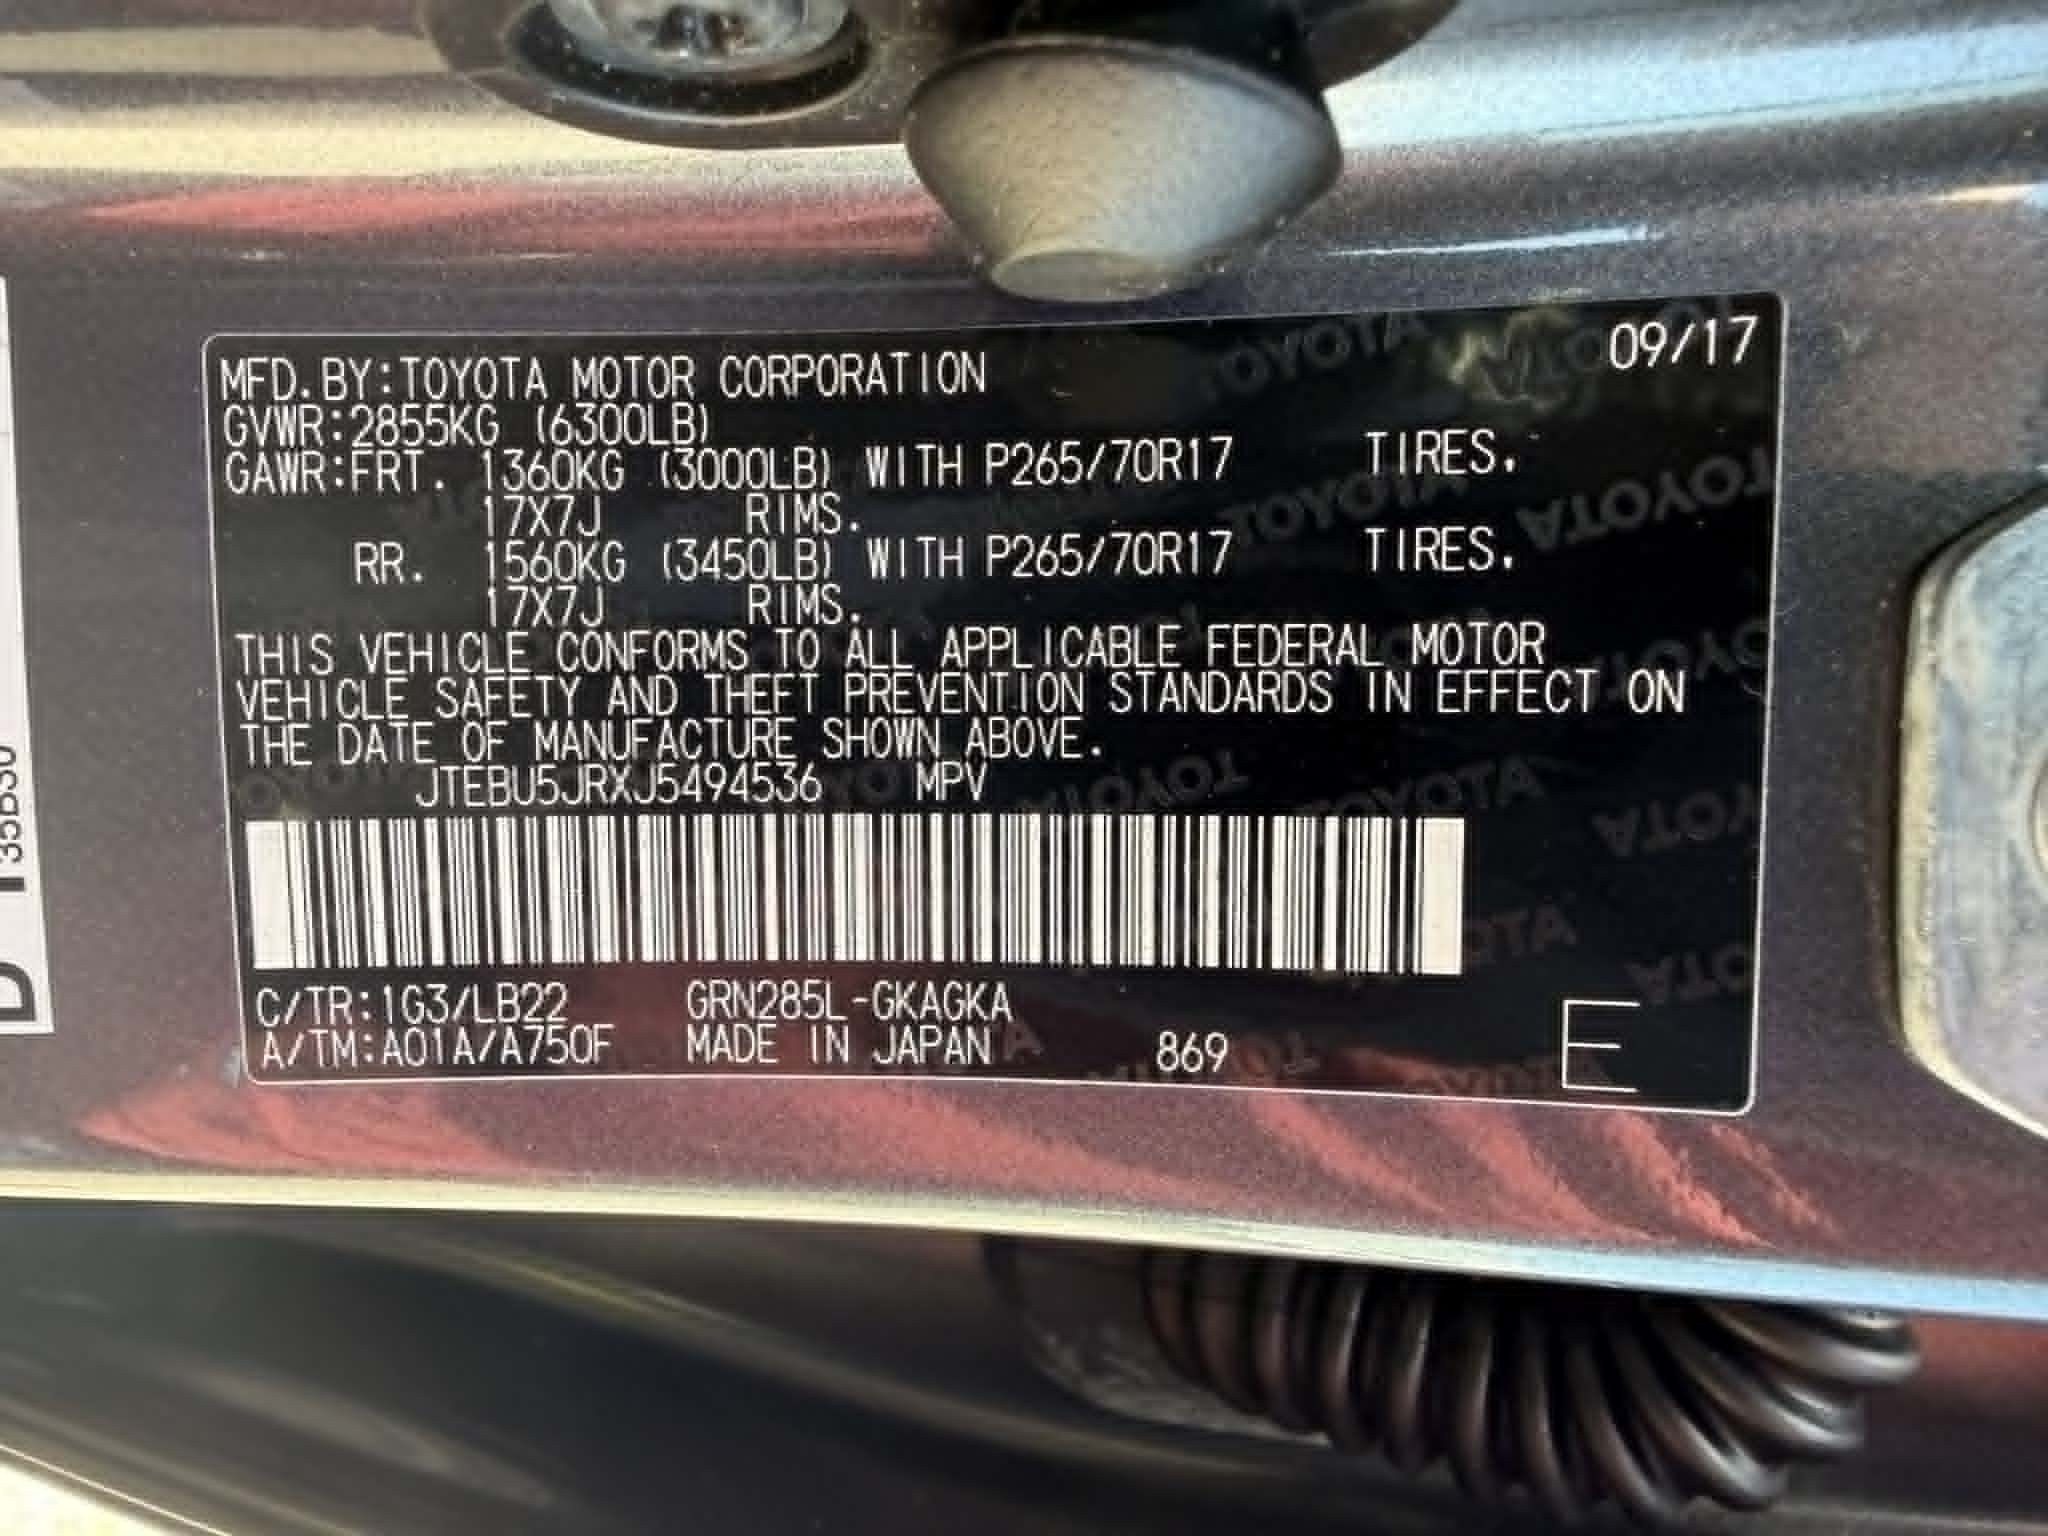 09/17
MFD.BY:TOYOTA MOTOR CORPORATION
GVWR:2855KG (6300LB)
GAWR:FRT. 1360KG (3000LB) WITH P265/70R17 TIRES.
17X7J RIMS.
RR. 1560KG (3450LB) WITH P265/70R17 TIRES.
17X7J RIMS.
THIS VEHICLE CONFORMS TO ALL APPLICABLE FEDERAL MOTOR
VEHICLE SAFETY AND THEFT PREVENTION STANDARDS IN EFFECT ON
THE DATE OF MANUFACTURE SHOWN ABOVE.
JTEBU5JRXJ5494536 MPV
C/TR:1G3/LB22 GRN285L-GKAGKA
A/TM:A01A/A750F MADE IN JAPAN 869 E